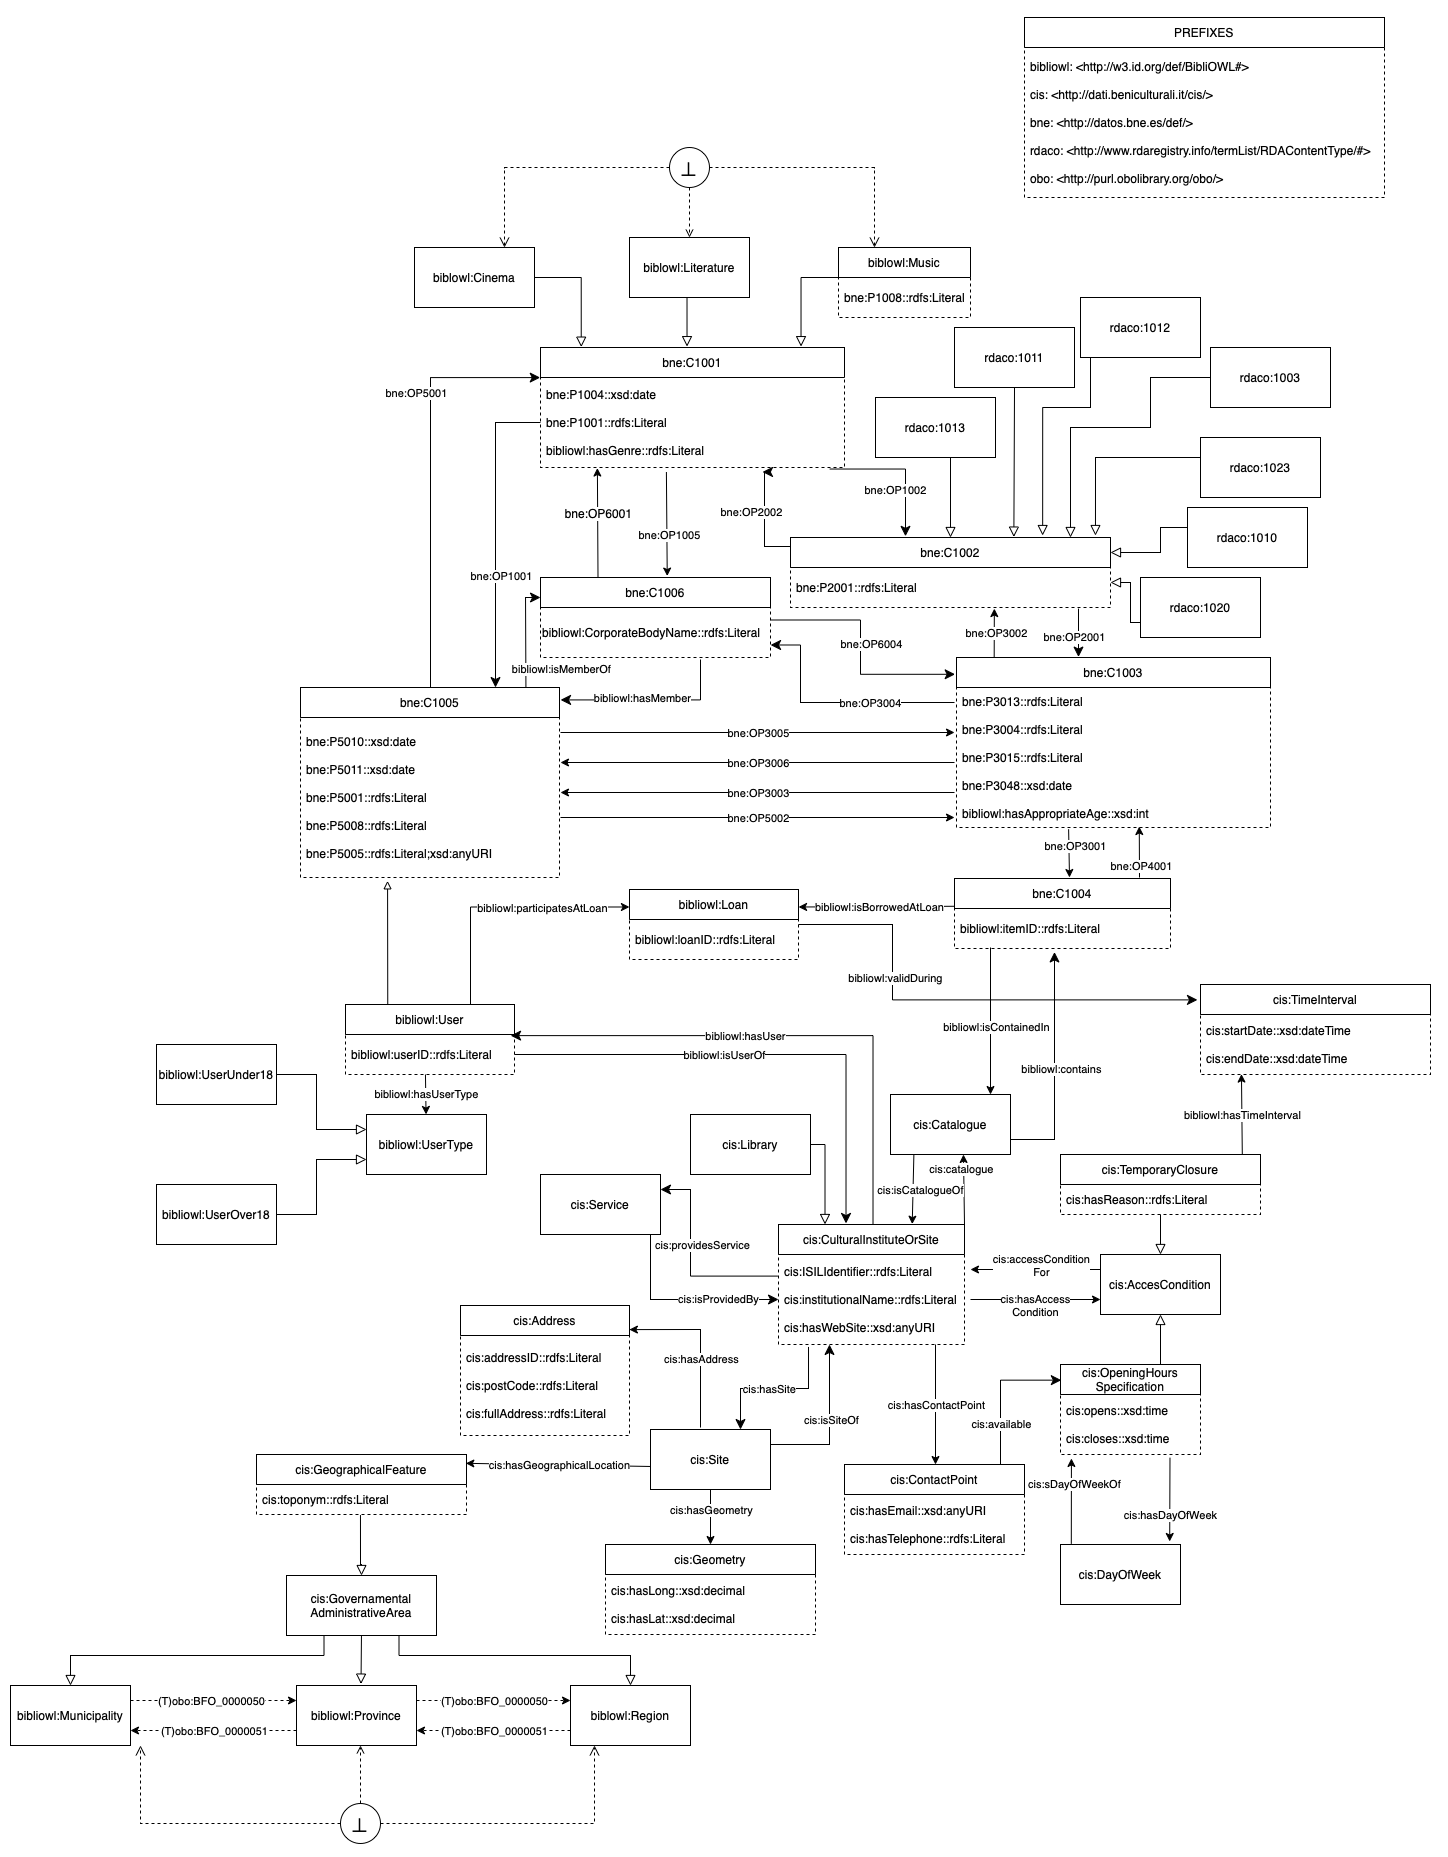 PREFIXES
bibliowl: <http://w3.id.org/def/BibliOWL#>
cis: <http://dati.beniculturali.it/cis/>
bne: <http://datos.bne.es/def/>
rdaco: <http://www.rdaregistry.info/termList/RDAContentType/#>
obo: <http://purl.obolibrary.org/obo/>
⊥
biblowl:Cinema
biblowl:Literature
biblowl:Music
bne:P1008::rdfs:Literal
rdaco:1012
rdaco:1011
rdaco:1003
rdaco:1013
rdaco:1023
rdaco:1010
rdaco:1020
bne:C1001
bne:P1004::xsd:date
bne:P1001::rdfs:Literal
bibliowl:hasGenre::rdfs:Literal
bne:OP5001
bne:OP1002
bne:OP6001
bne:OP2002
bne:OP1005
bne:OP1001
bne:C1002
bne:P2001::rdfs:Literal
bne:C1006
bibliowl:CorporateBodyName::rdfs:Literal
bne:OP3002
bne:OP2001
bne:OP6004
bibliowl:isMemberOf
bibliowl:hasMember
bne:OP3004
bne:C1003
bne:P3013::rdfs:Literal
bne:P3004::rdfs:Literal
bne:P3015::rdfs:Literal
bne:P3048::xsd:date
bibliowl:hasAppropriateAge::xsd:int
bne:C1005
bne:P5010::xsd:date
bne:P5011::xsd:date
bne:P5001::rdfs:Literal
bne:P5008::rdfs:Literal
bne:P5005::rdfs:Literal;xsd:anyURI
bne:OP3005
bne:OP3006
bne:OP3003
bne:OP5002
bne:OP3001
bne:OP4001
bne:C1004
bibliowl:itemID::rdfs:Literal
bibliowl:participatesAtLoan
bibliowl:Loan
bibliowl:loanID::rdfs:Literal
bibliowl:isBorrowedAtLoan
bibliowl:validDuring
cis:TimeInterval
cis:startDate::xsd:dateTime
cis:endDate::xsd:dateTime
bibliowl:User
bibliowl:userID::rdfs:Literal
bibliowl:hasUser
bibliowl:isUserOf
bibliowl:isContainedIn
bibliowl:contains
bibliowl:UserUnder18
bibliowl:hasUserType
bibliowl:UserType
bibliowl:UserOver18
bibliowl:hasTimeInterval
cis:Library
cis:Catalogue
cis:TemporaryClosure
cis:hasReason::rdfs:Literal
cis:catalogue
cis:isCatalogueOf
cis:Service
cis:providesService
cis:isProvidedBy
cis:CulturalInstituteOrSite
cis:ISILIdentifier::rdfs:Literal
cis:institutionalName::rdfs:Literal
cis:hasWebSite::xsd:anyURI
cis:accessCondition
For
cis:hasAccess
Condition
cis:AccesCondition
cis:Address
cis:addressID::rdfs:Literal
cis:postCode::rdfs:Literal
cis:fullAddress::rdfs:Literal
cis:hasAddress
cis:hasSite
cis:isSiteOf
cis:hasContactPoint
cis:available
cis:OpeningHours
Specification
cis:opens::xsd:time
cis:closes::xsd:time
cis:Site
cis:hasGeographicalLocation
cis:GeographicalFeature
cis:toponym::rdfs:Literal
cis:hasGeometry
cis:ContactPoint
cis:hasEmail::xsd:anyURI
cis:hasTelephone::rdfs:Literal
cis:sDayOfWeekOf
cis:hasDayOfWeek
cis:DayOfWeek
cis:Geometry
cis:hasLong::xsd:decimal
cis:hasLat::xsd:decimal
cis:Governamental
AdministrativeArea
bibliowl:Municipality
(T)obo:BFO_0000050
(T)obo:BFO_0000051
bibliowl:Province
(T)obo:BFO_0000050
(T)obo:BFO_0000051
biblowl:Region
⊥